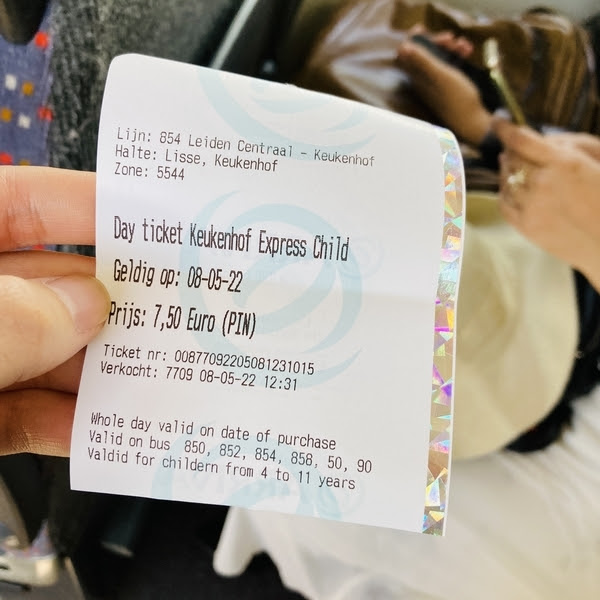 Lijn: 854 Leiden Centraal - Keukenhof
Halte: Lisse, Keukenhof
Zone: 5544
Day ticket Keukenhof Express Child
Geldig op: 08-05-22
Prijs: 7,50 Euro (PIN)
Ticket nr: 00877092205081231015
Verkocht: 7709 08-05-22 12:31
Whole day valid on date of purchase
Valid on bus 850, 852, 854, 858, 50, 90
Valdid for childern from 4 to 11 years